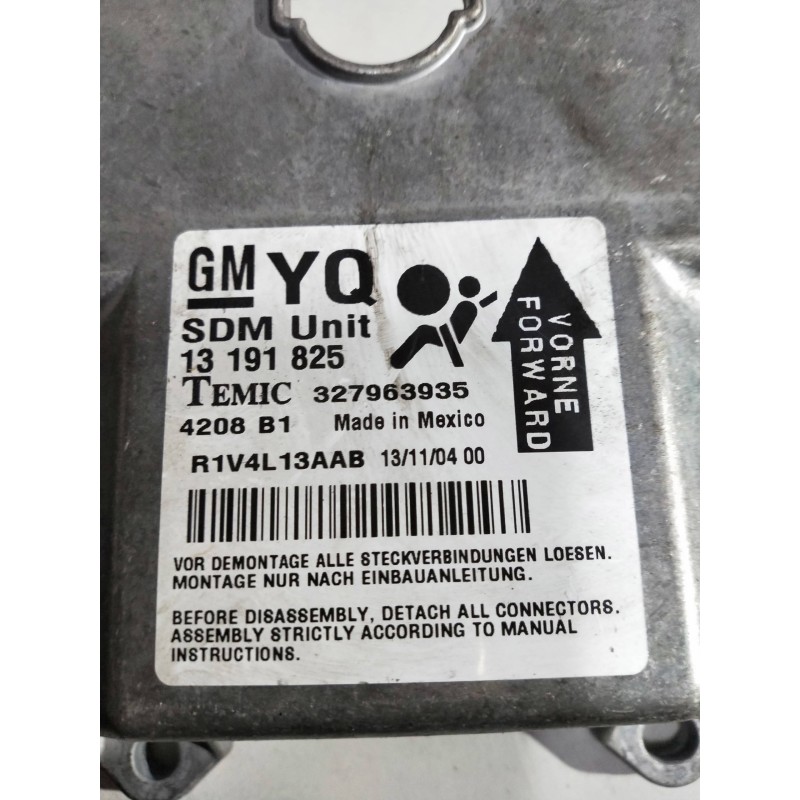 GM YQ
SDM Unit
13 191 825
TEMIC 327963935
4208 B1 Made in Mexico
R1V4L13AAB 13/11/04 00
VORNE
FORWARD
VOR DEMONTAGE ALLE STECKVERBINDUNGEN LOESEN.
MONTAGE NUR NACH EINBAUANLEITUNG.
BEFORE DISASSEMBLY, DETACH ALL CONNECTORS.
ASSEMBLY STRICTLY ACCORDING TO MANUAL
INSTRUCTIONS.